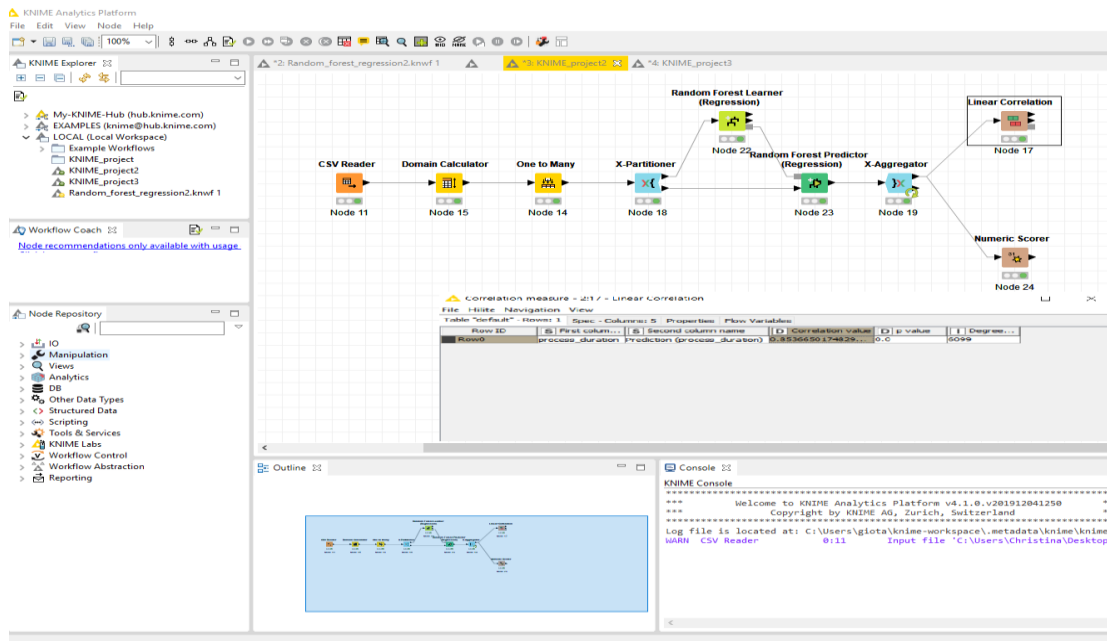 KNIME Analytics Platform
File Edit View Node Help
100%
KNIME Explorer
*2: Random_forest_regression2.knwf 1
*3: KNIME_project2
*4: KNIME_project3
My-KNIME-Hub (hub.knime.com)
EXAMPLES (knime@hub.knime.com)
LOCAL (Local Workspace)
Example Workflows
KNIME_project
KNIME_project2
KNIME_project3
Random_forest_regression2.knwf 1
Workflow Coach
Node recommendations only available with usage
Node Repository
IO
Manipulation
Views
Analytics
DB
Other Data Types
Structured Data
Scripting
Tools & Services
KNIME Labs
Workflow Control
Workflow Abstraction
Reporting
CSV Reader
Node 11
Domain Calculator
Node 15
One to Many
Node 14
X-Partitioner
Node 18
Random Forest Learner
(Regression)
Node 22
Random Forest Predictor
(Regression)
Node 23
X-Aggregator
Node 19
Linear Correlation
Node 17
Numeric Scorer
Node 24
Correlation measure - 2:17 - Linear Correlation
File Hilite Navigation View
Table "default" - Rows: 1 Spec - Columns: 5 Properties Flow Variables
Row ID S First colum... S Second column name D Correlation value D p value I Degree...
Row0 process_duration Prediction (process_duration) 0.8536650174829... 0.0 6099
Outline
Console
KNIME Console
*** Welcome to KNIME Analytics Platform v4.1.0.v201912041250 *
*** Copyright by KNIME AG, Zurich, Switzerland *
Log file is located at: C:\Users\giota\knime-workspace\.metadata\knime\knime
WARN CSV Reader 0:11 Input file 'C:\Users\Christina\Desktop